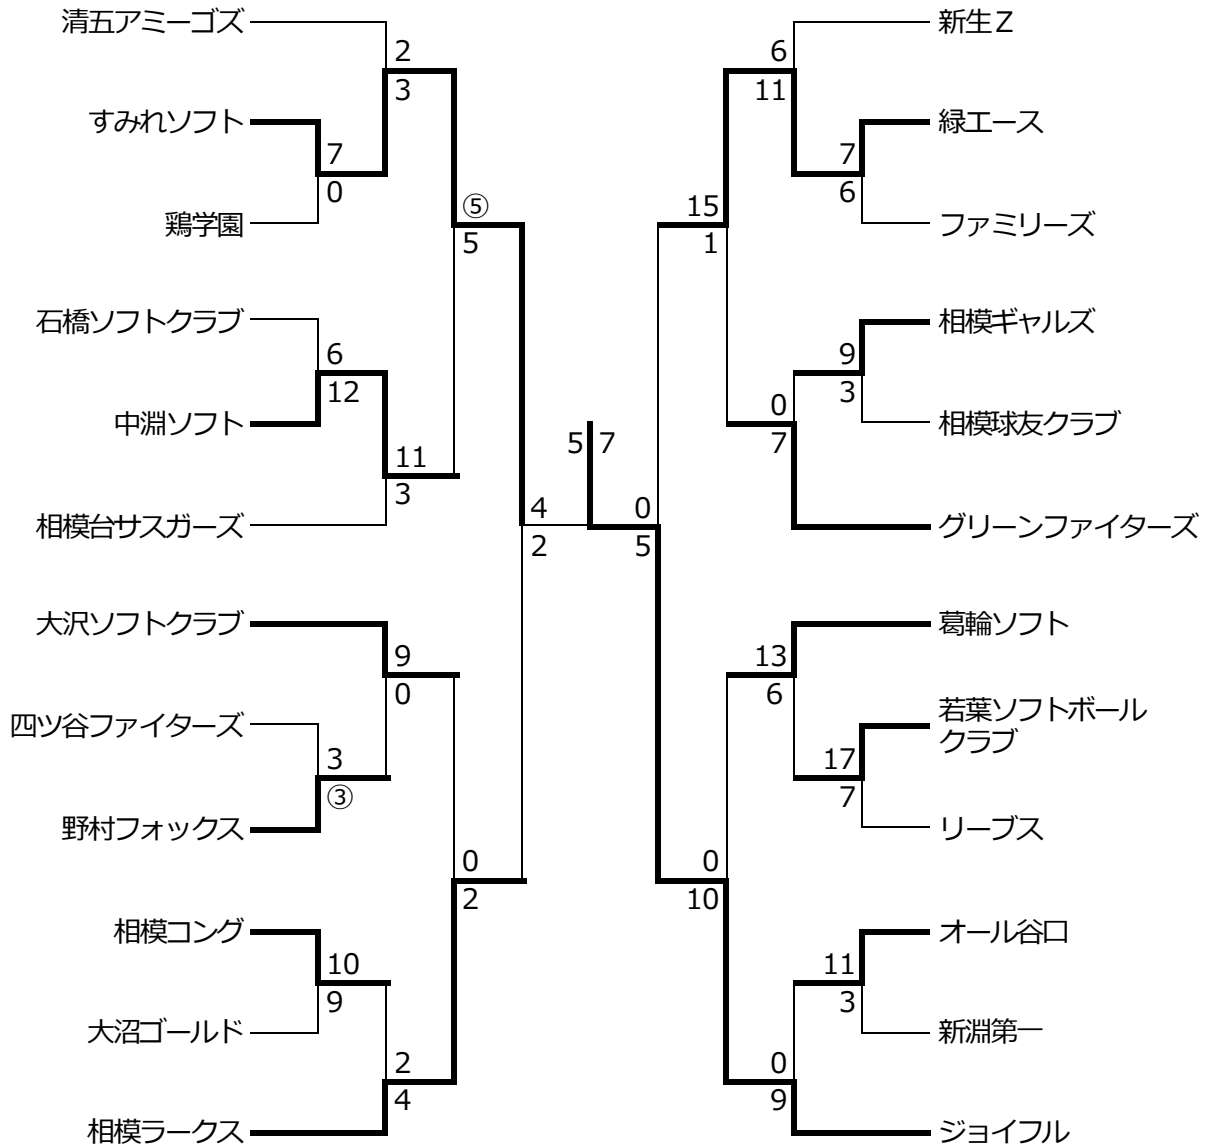 清五アミーゴズ
2
3
すみれソフト
7
0
鶏学園
⑤
5
石橋ソフトクラブ
6
12
中淵ソフト
11
3
相模台サスガーズ
4
2
大沢ソフトクラブ
9
0
四ツ谷ファイターズ
3
③
野村フォックス
0
2
相模コング
10
9
大沼ゴールド
2
4
相模ラークス
5 7
新生Z
6
11
緑エース
7
6
ファミリーズ
15
1
相模ギャルズ
9
3
相模球友クラブ
0
7
グリーンファイターズ
0
5
葛輪ソフト
13
6
若葉ソフトボール
クラブ
17
7
リーブス
0
10
オール谷口
11
3
新淵第一
0
9
ジョイフル